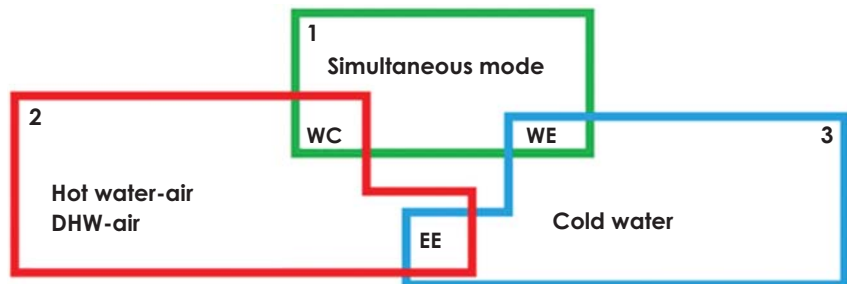 1
Simultaneous mode
2
WC
WE
3
Hot water-air
DHW-air
Cold water
EE